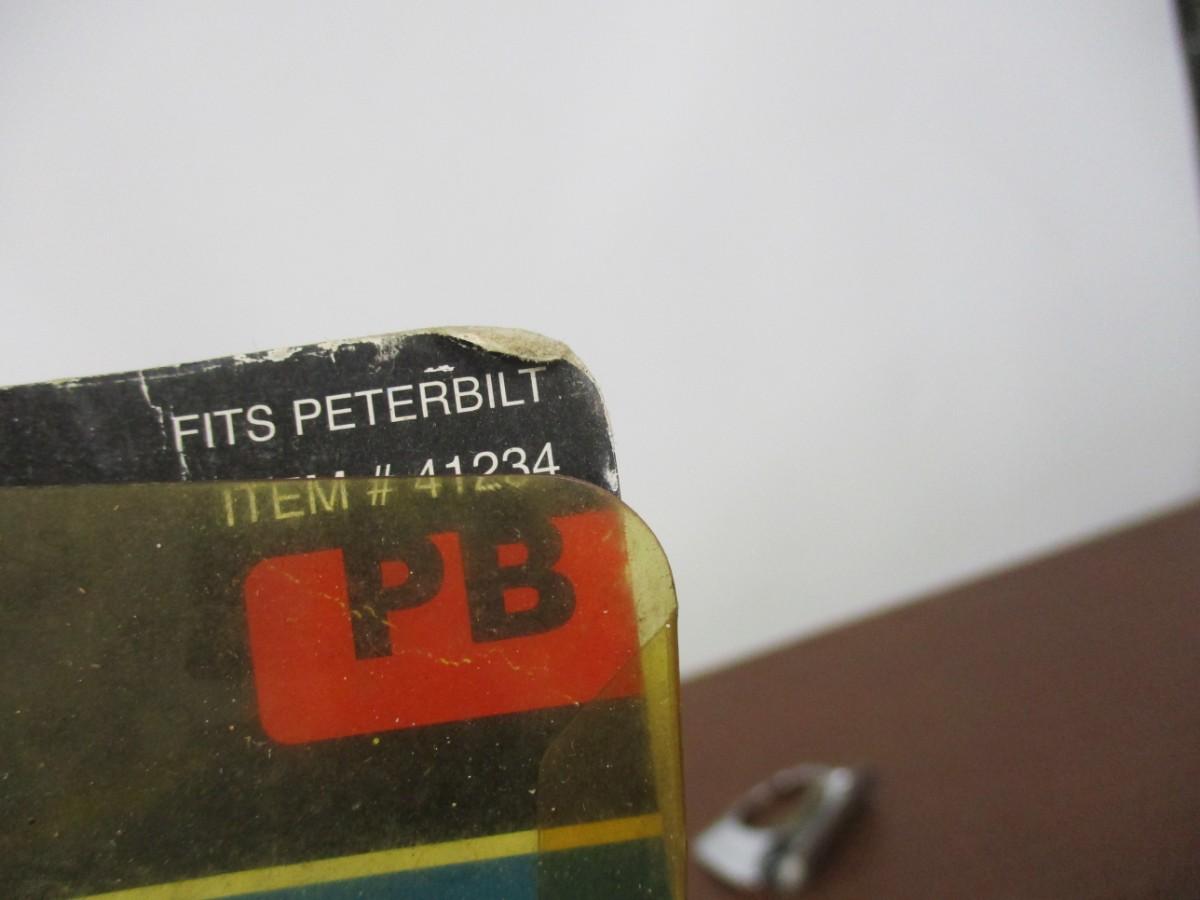 FITS PETERBILT
ITEM # 41234
PB